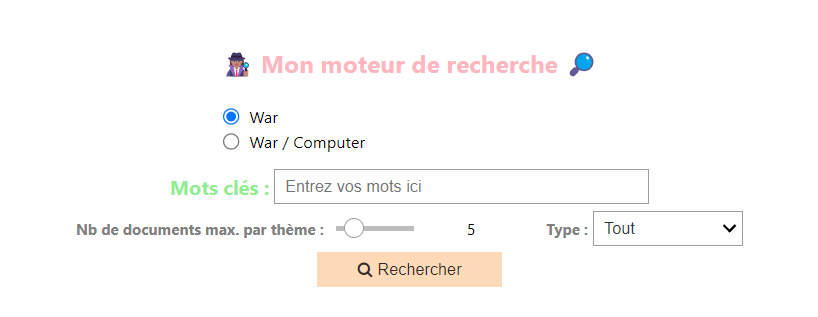 Mon moteur de recherche
War
War / Computer
Mots clés : Entrez vos mots ici
Nb de documents max. par thème : 5 Type : Tout
Rechercher